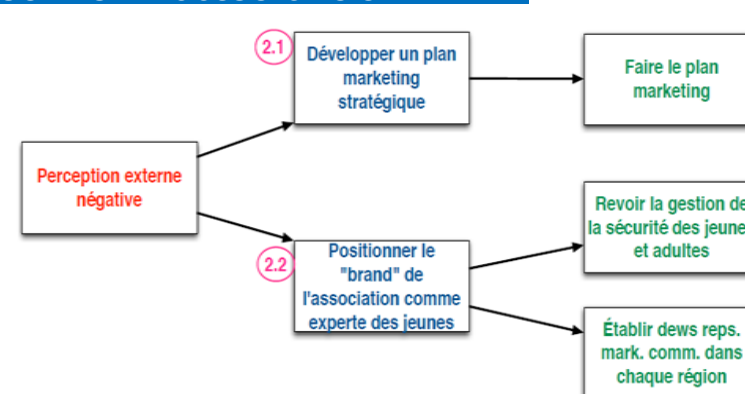 2.1
Développer un plan
marketing
stratégique
Faire le plan
marketing
Perception externe
négative
2.2
Positionner le
"brand" de
l'association comme
experte des jeunes
Revoir la gestion de
la sécurité des jeunes
et adultes
Établir dews reps.
mark. comm. dans
chaque région